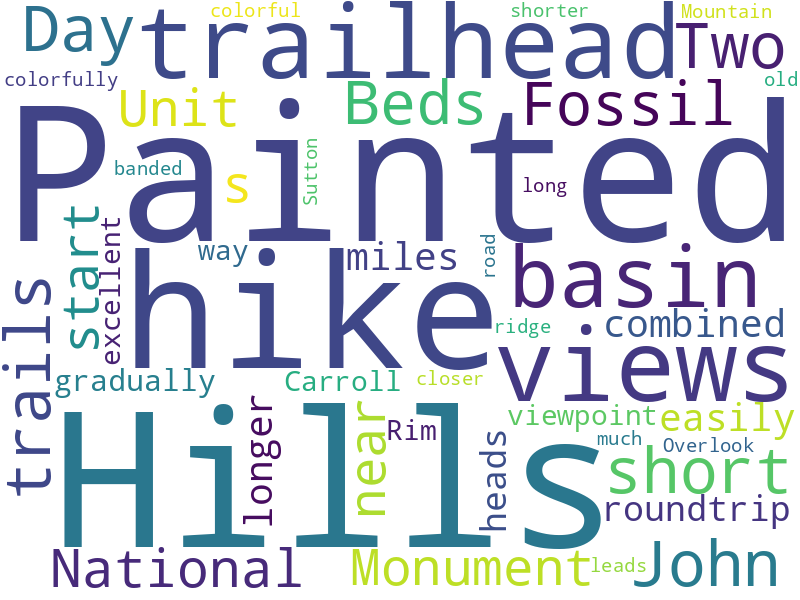 colorful
shorter
Mountain
Day
trailhead
Two
colorfully
old
Unit
Beds
Fossil
Painted
banded
Sutton
long
s
start
excellent
way
miles
road
basin
hike
trails
ridge
combined
views
gradually
Carroll
closer
longer
near
Rim
viewpoint
easily
heads
much
Overlook
Hills
short
roundtrip
National
Monument
leads
John